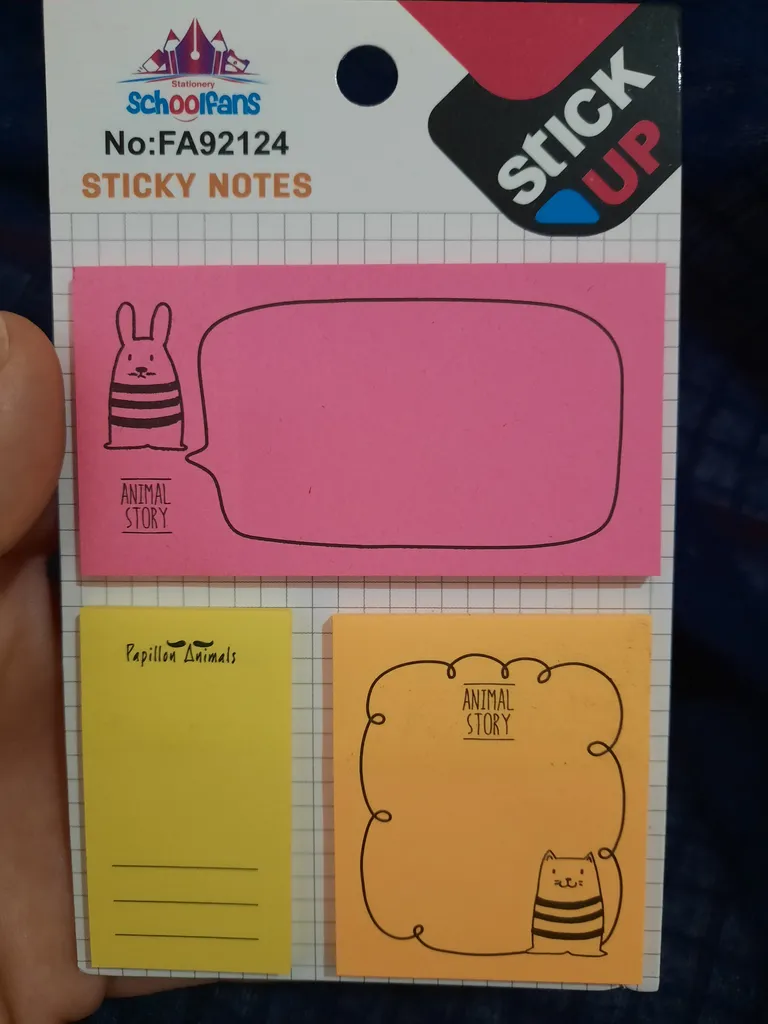 Stationery
Schoolfans
No:FA92124
STICKY NOTES
STICK
UP
ANIMAL
STORY
Papillon Animals
ANIMAL
STORY